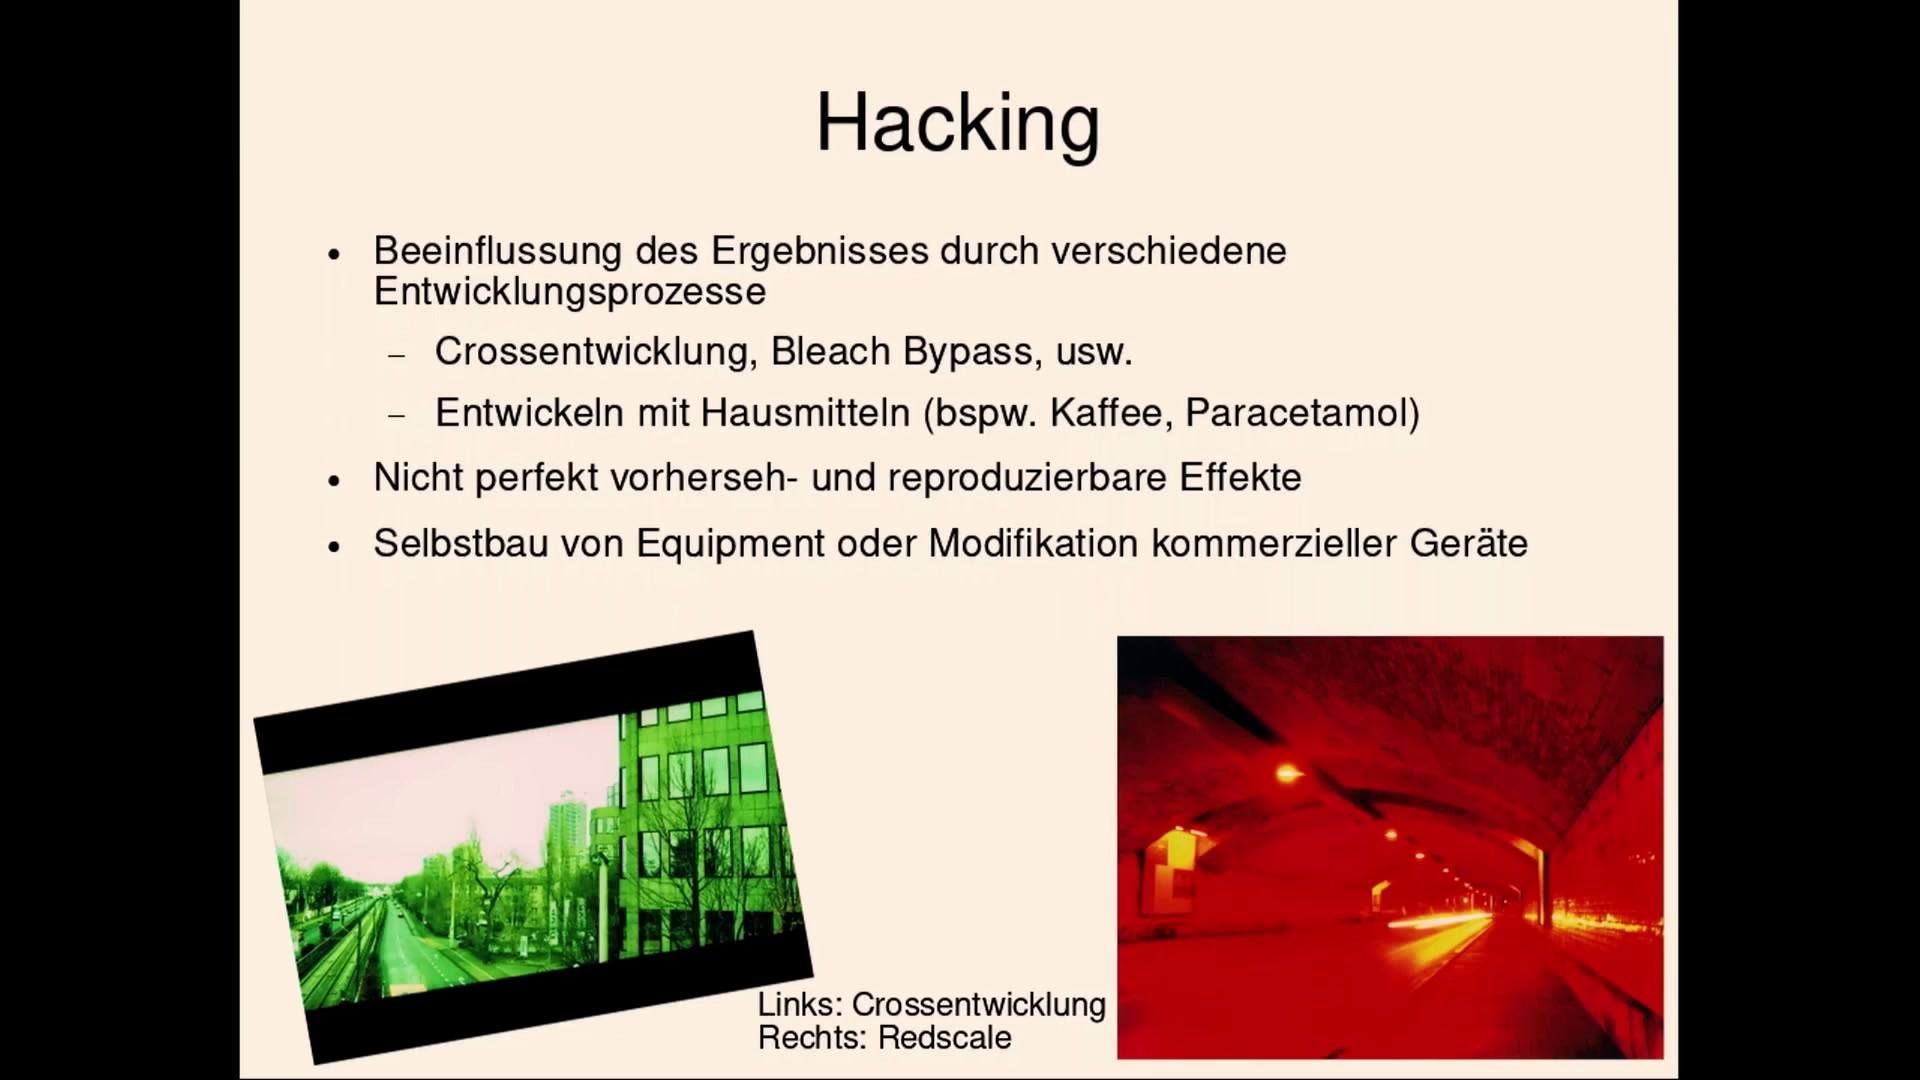 Hacking
• Beeinflussung des Ergebnisses durch verschiedene
Entwicklungsprozesse
– Crossentwicklung, Bleach Bypass, usw.
– Entwickeln mit Hausmitteln (bspw. Kaffee, Paracetamol)
• Nicht perfekt vorherseh- und reproduzierbare Effekte
• Selbstbau von Equipment oder Modifikation kommerzieller Geräte
Links: Crossentwicklung
Rechts: Redscale